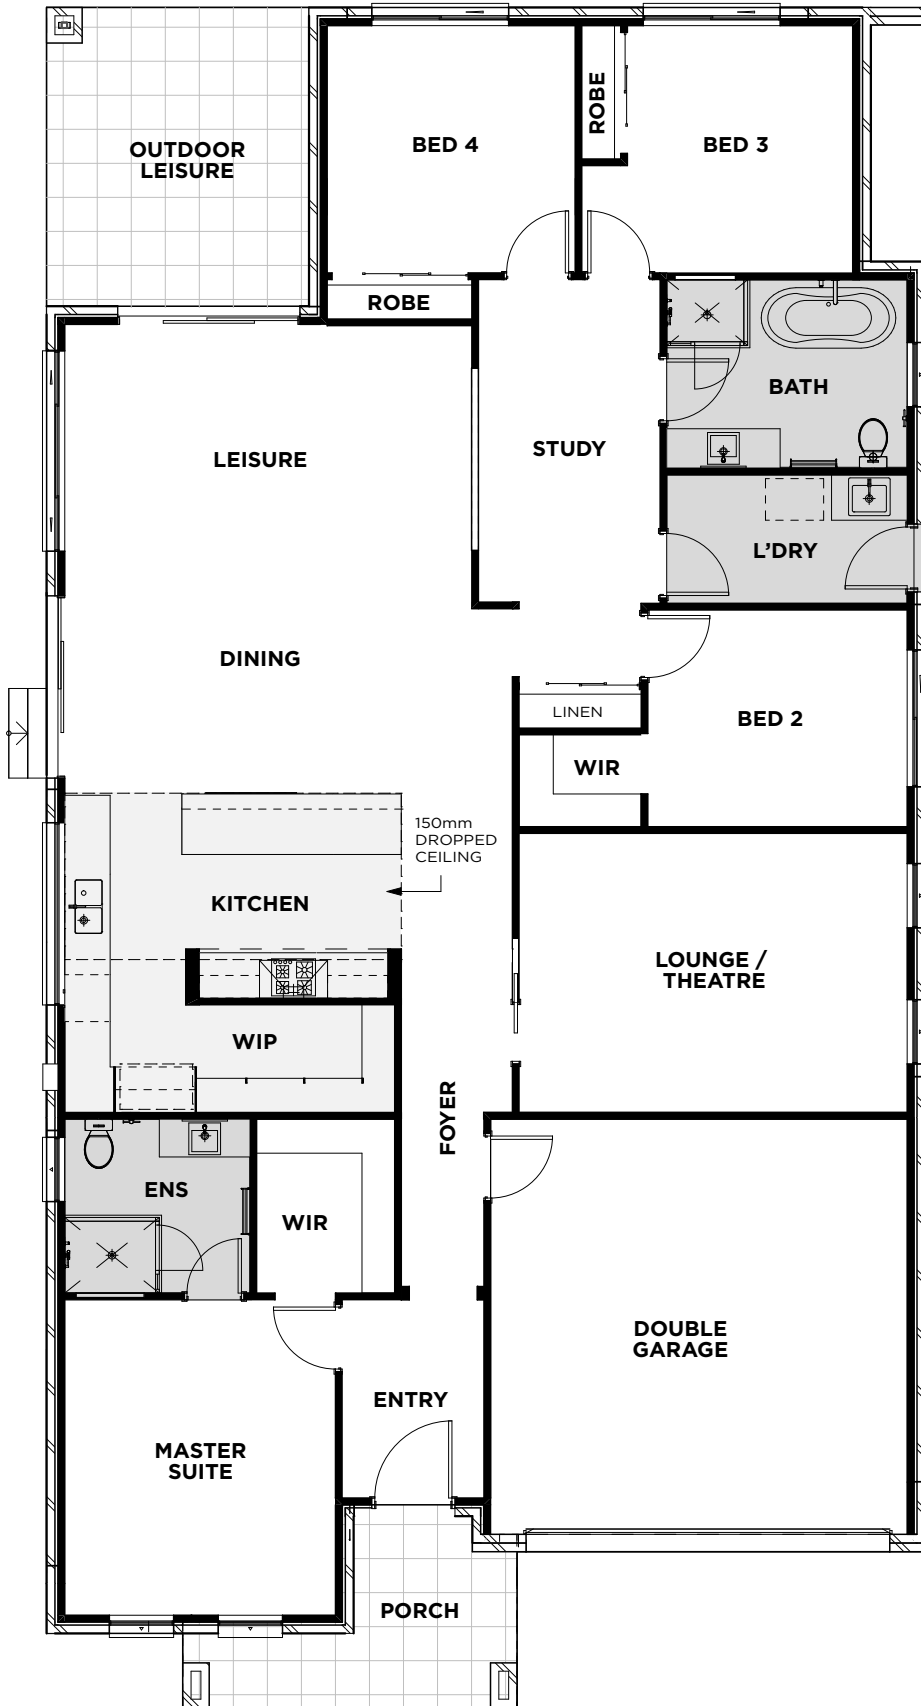 ROBE
BED 4
BED 3
OUTDOOR
LEISURE
ROBE
BATH
LEISURE
STUDY
L'DRY
DINING
LINEN
BED 2
WIR
150mm
DROPPED
CEILING
KITCHEN
LOUNGE /
THEATRE
WIP
FOYER
ENS
WIR
DOUBLE
GARAGE
ENTRY
MASTER
SUITE
PORCH